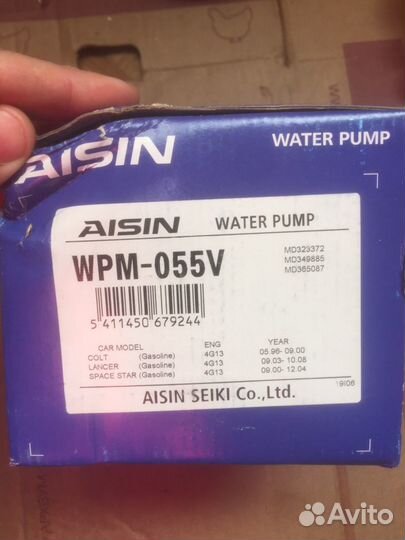 AISIN
WATER PUMP
AISIN WATER PUMP
WPM-055V
MD323372
MD349885
MD365087
5 411450 679244
CAR MODEL ENG YEAR
COLT (Gasoline) 4G13 05.96- 09.00
LANCER (Gasoline) 4G13 09.03- 10.08
SPACE STAR (Gasoline) 4G13 09.00- 12.04
AISIN SEIKI Co.,Ltd.
19I06
Avito